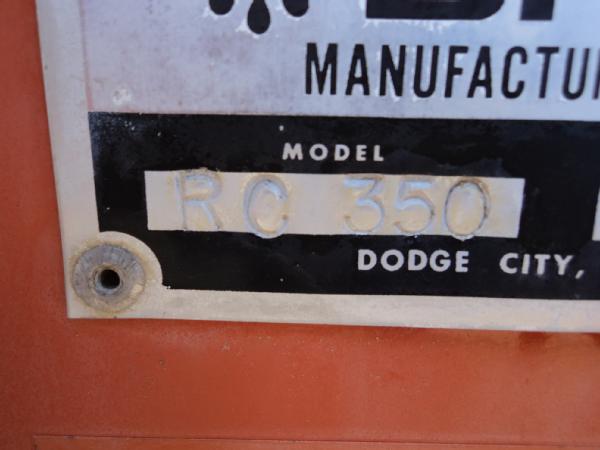 MANUFACTU
MODEL
RC 350
DODGE CITY,